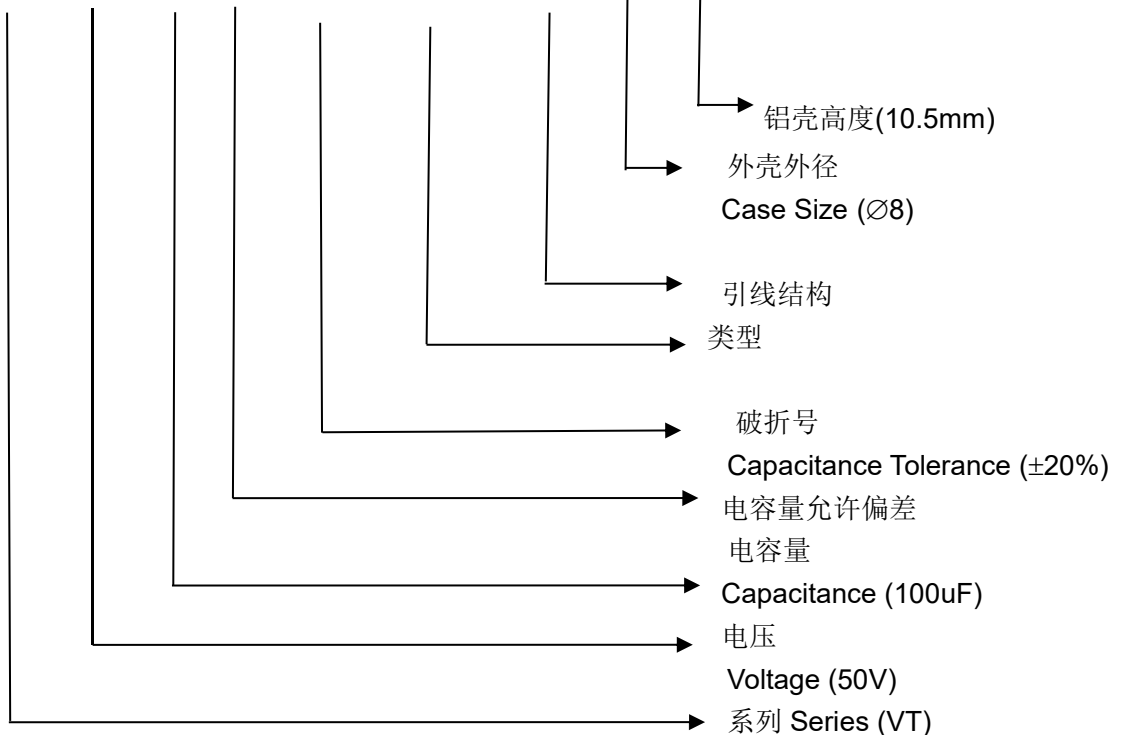 铝壳高度(10.5mm)
外壳外径
Case Size (∅8)
引线结构
类型
破折号
Capacitance Tolerance (±20%)
电容量允许偏差
电容量
Capacitance (100uF)
电压
Voltage (50V)
系列 Series (VT)